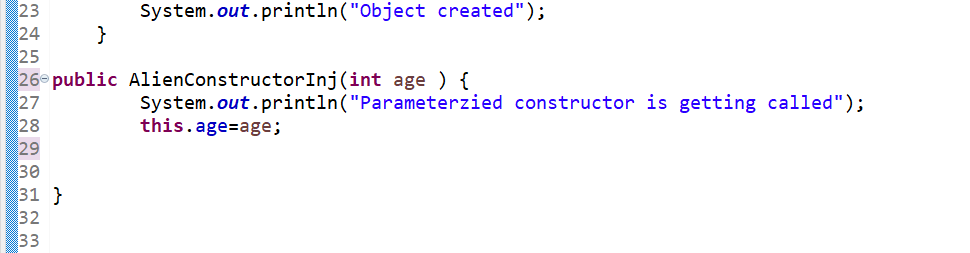 23 System.out.println("Object created");
24 }
25
26 public AlienConstructorInj(int age ) {
27 System.out.println("Parameterzied constructor is getting called");
28 this.age=age;
29
30
31 }
32
33